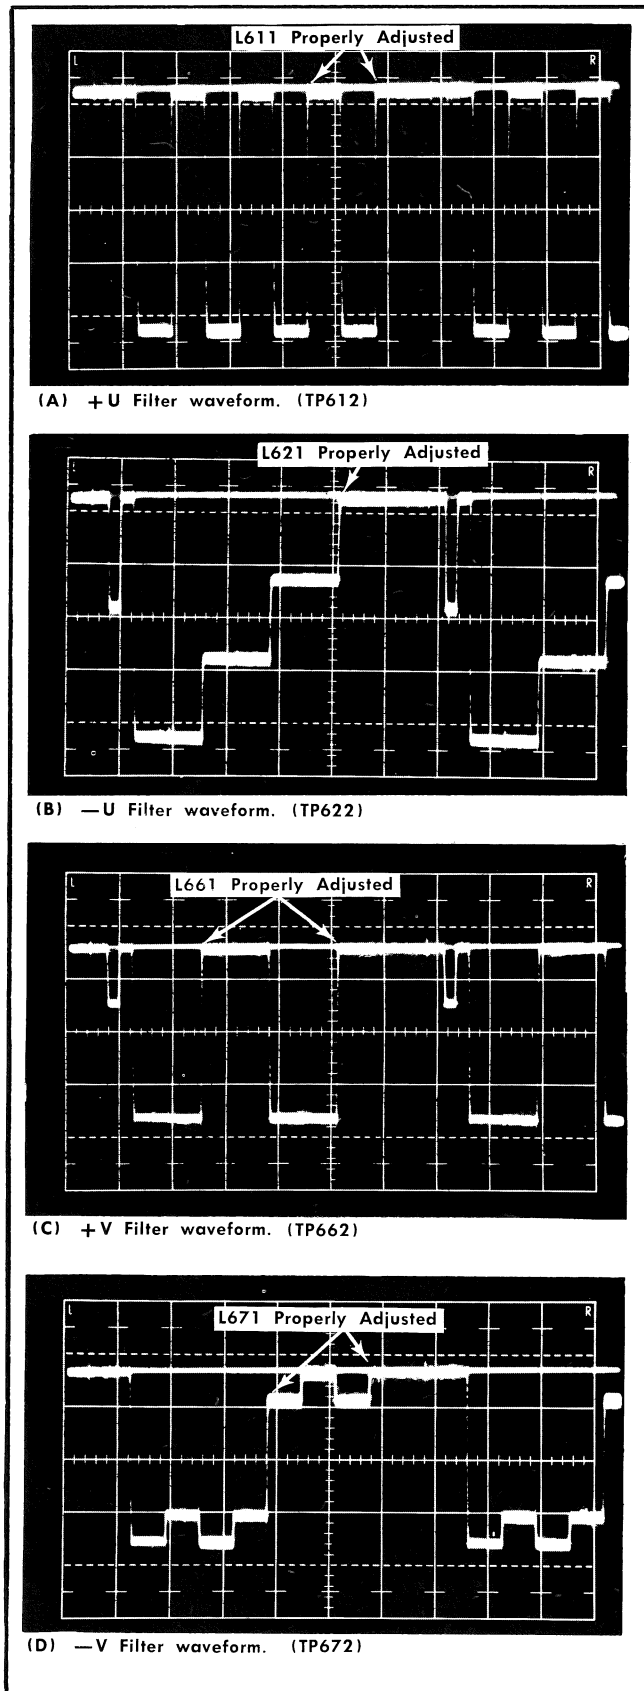 L611 Properly Adjusted
L R
(A) +U Filter waveform. (TP612)
L621 Properly Adjusted
R
(B) —U Filter waveform. (TP622)
L661 Properly Adjusted
L R
(C) +V Filter waveform. (TP662)
L671 Properly Adjusted
L R
(D) —V Filter waveform. (TP672)